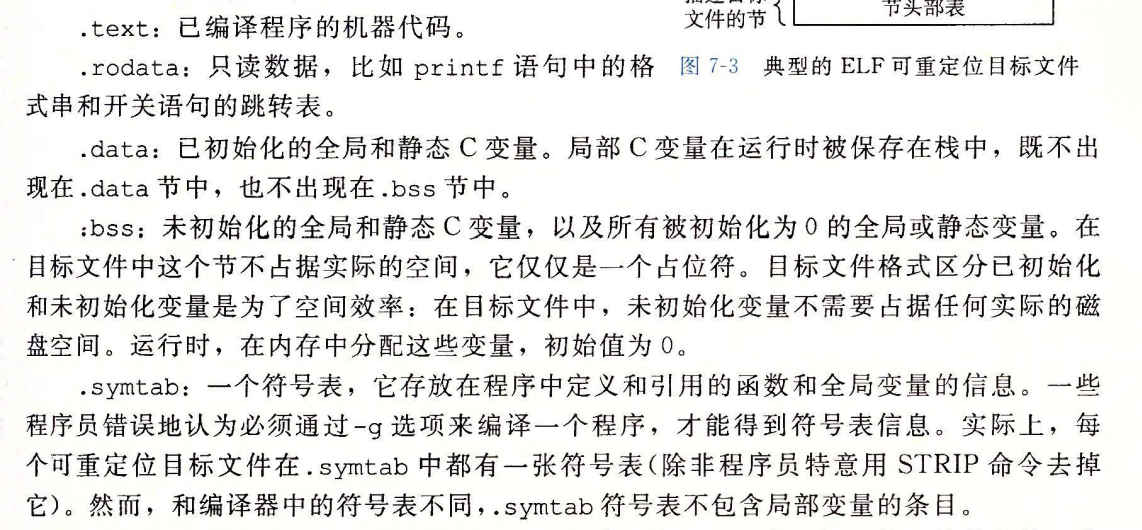 文件的节
节头部表
.text：已编译程序的机器代码。
.rodata：只读数据，比如 printf 语句中的格
图 7-3 典型的 ELF 可重定位目标文件
式串和开关语句的跳转表。
.data：已初始化的全局和静态 C 变量。局部 C 变量在运行时被保存在栈中，既不出
现在.data 节中，也不出现在.bss 节中。
:bss：未初始化的全局和静态 C 变量，以及所有被初始化为 0 的全局或静态变量。在
目标文件中这个节不占据实际的空间，它仅仅是一个占位符。目标文件格式区分已初始化
和未初始化变量是为了空间效率：在目标文件中，未初始化变量不需要占据任何实际的磁
盘空间。运行时，在内存中分配这些变量，初始值为 0。
.symtab：一个符号表，它存放在程序中定义和引用的函数和全局变量的信息。一些
程序员错误地认为必须通过-g 选项来编译一个程序，才能得到符号表信息。实际上，每
个可重定位目标文件在.symtab 中都有一张符号表(除非程序员特意用 STRIP 命令去掉
它)。然而，和编译器中的符号表不同，.symtab 符号表不包含局部变量的条目。